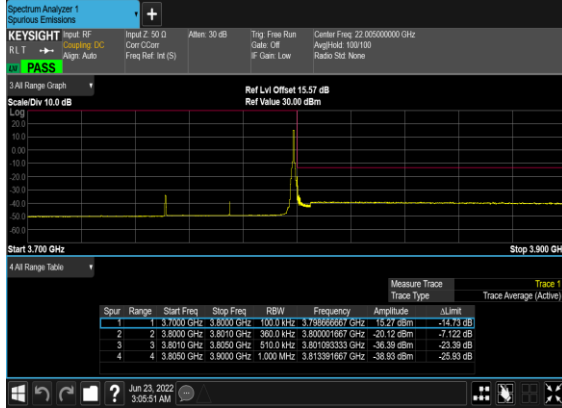 Spectrum Analyzer 1
Spurious Emissions
+
KEYSIGHT Input: RF Input Z: 50 Ω Atten: 30 dB Trig: Free Run Center Freq: 22.005000000 GHz
RLT Coupling: DC Corr CCorr Gate: Off Avg|Hold: 100/100
Align: Auto Freq Ref: Int (S) IF Gain: Low Radio Std: None
PASS
3 All Range Graph
Ref Lvl Offset 15.57 dB
Scale/Div 10.0 dB Ref Value 30.00 dBm
Log
20.0
10.0
0.00
-10.0
-20.0
-30.0
-40.0
-50.0
-60.0
Start 3.700 GHz Stop 3.900 GH
4 All Range Table
Measure Trace Trace 1
Trace Type Trace Average (Active)
Spur Range Start Freq Stop Freq RBW Frequency Amplitude ΔLimit
1 1 3.7000 GHz 3.8000 GHz 100.0 kHz 3.798666667 GHz 15.27 dBm -14.73 dB
2 2 3.8000 GHz 3.8010 GHz 360.0 kHz 3.800001667 GHz -20.12 dBm -7.122 dB
3 3 3.8010 GHz 3.8050 GHz 510.0 kHz 3.801093333 GHz -36.39 dBm -23.39 dB
4 4 3.8050 GHz 3.9000 GHz 1.000 MHz 3.813391667 GHz -38.93 dBm -25.93 dB
? Jun 23, 2022
3:05:51 AM